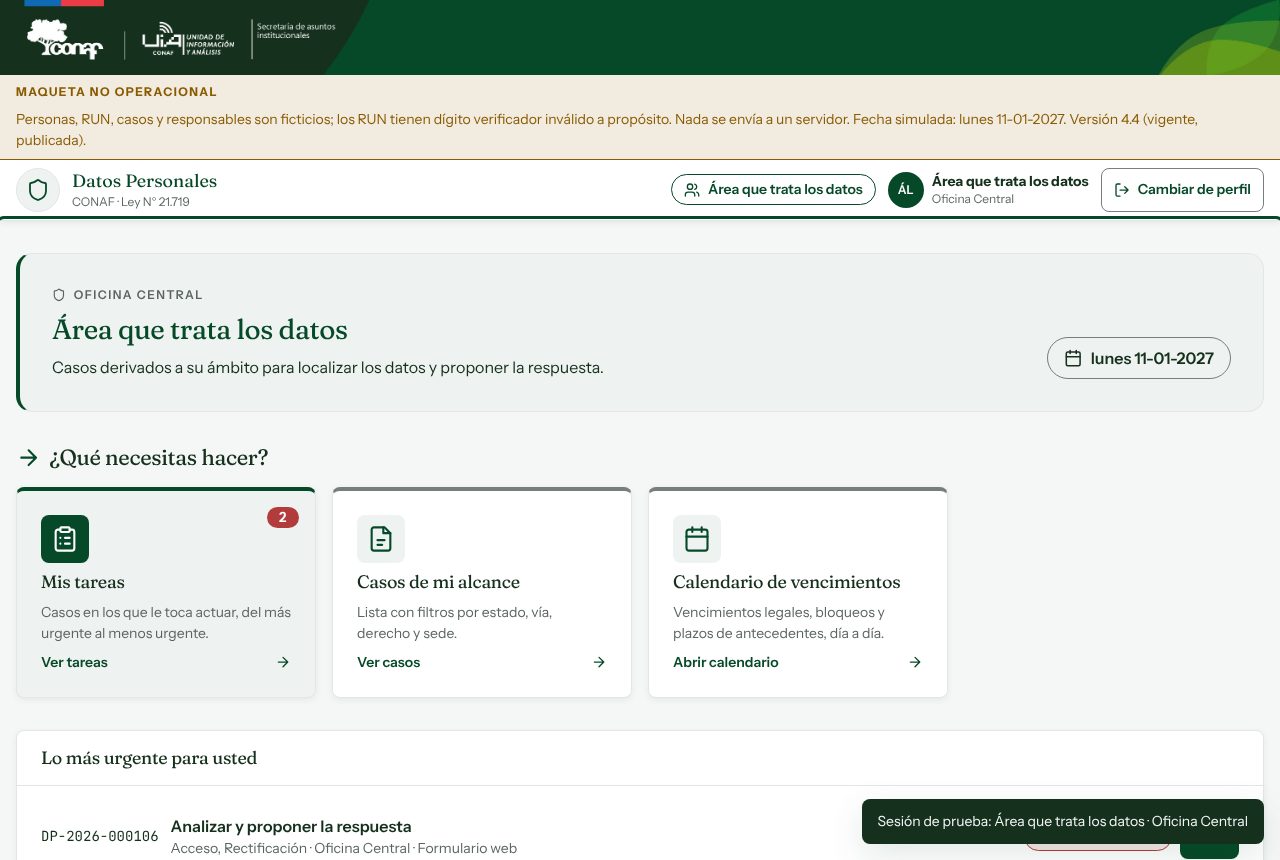 conaf
UIA
CONAF
UNIDAD DE
INFORMACIÓN
Y ANÁLISIS
Secretaría de asuntos
institucionales
MAQUETA NO OPERACIONAL
Personas, RUN, casos y responsables son ficticios; los RUN tienen dígito verificador inválido a propósito. Nada se envía a un servidor. Fecha simulada: lunes 11-01-2027. Versión 4.4 (vigente,
publicada).
Datos Personales
CONAF · Ley N° 21.719
Área que trata los datos
ÁL
Área que trata los datos
Oficina Central
Cambiar de perfil
OFICINA CENTRAL
Área que trata los datos
Casos derivados a su ámbito para localizar los datos y proponer la respuesta.
lunes 11-01-2027
¿Qué necesitas hacer?
2
Mis tareas
Casos en los que le toca actuar, del más
urgente al menos urgente.
Ver tareas
Casos de mi alcance
Lista con filtros por estado, vía,
derecho y sede.
Ver casos
Calendario de vencimientos
Vencimientos legales, bloqueos y
plazos de antecedentes, día a día.
Abrir calendario
Lo más urgente para usted
DP-2026-000106
Analizar y proponer la respuesta
Acceso, Rectificación · Oficina Central · Formulario web
Sesión de prueba: Área que trata los datos · Oficina Central